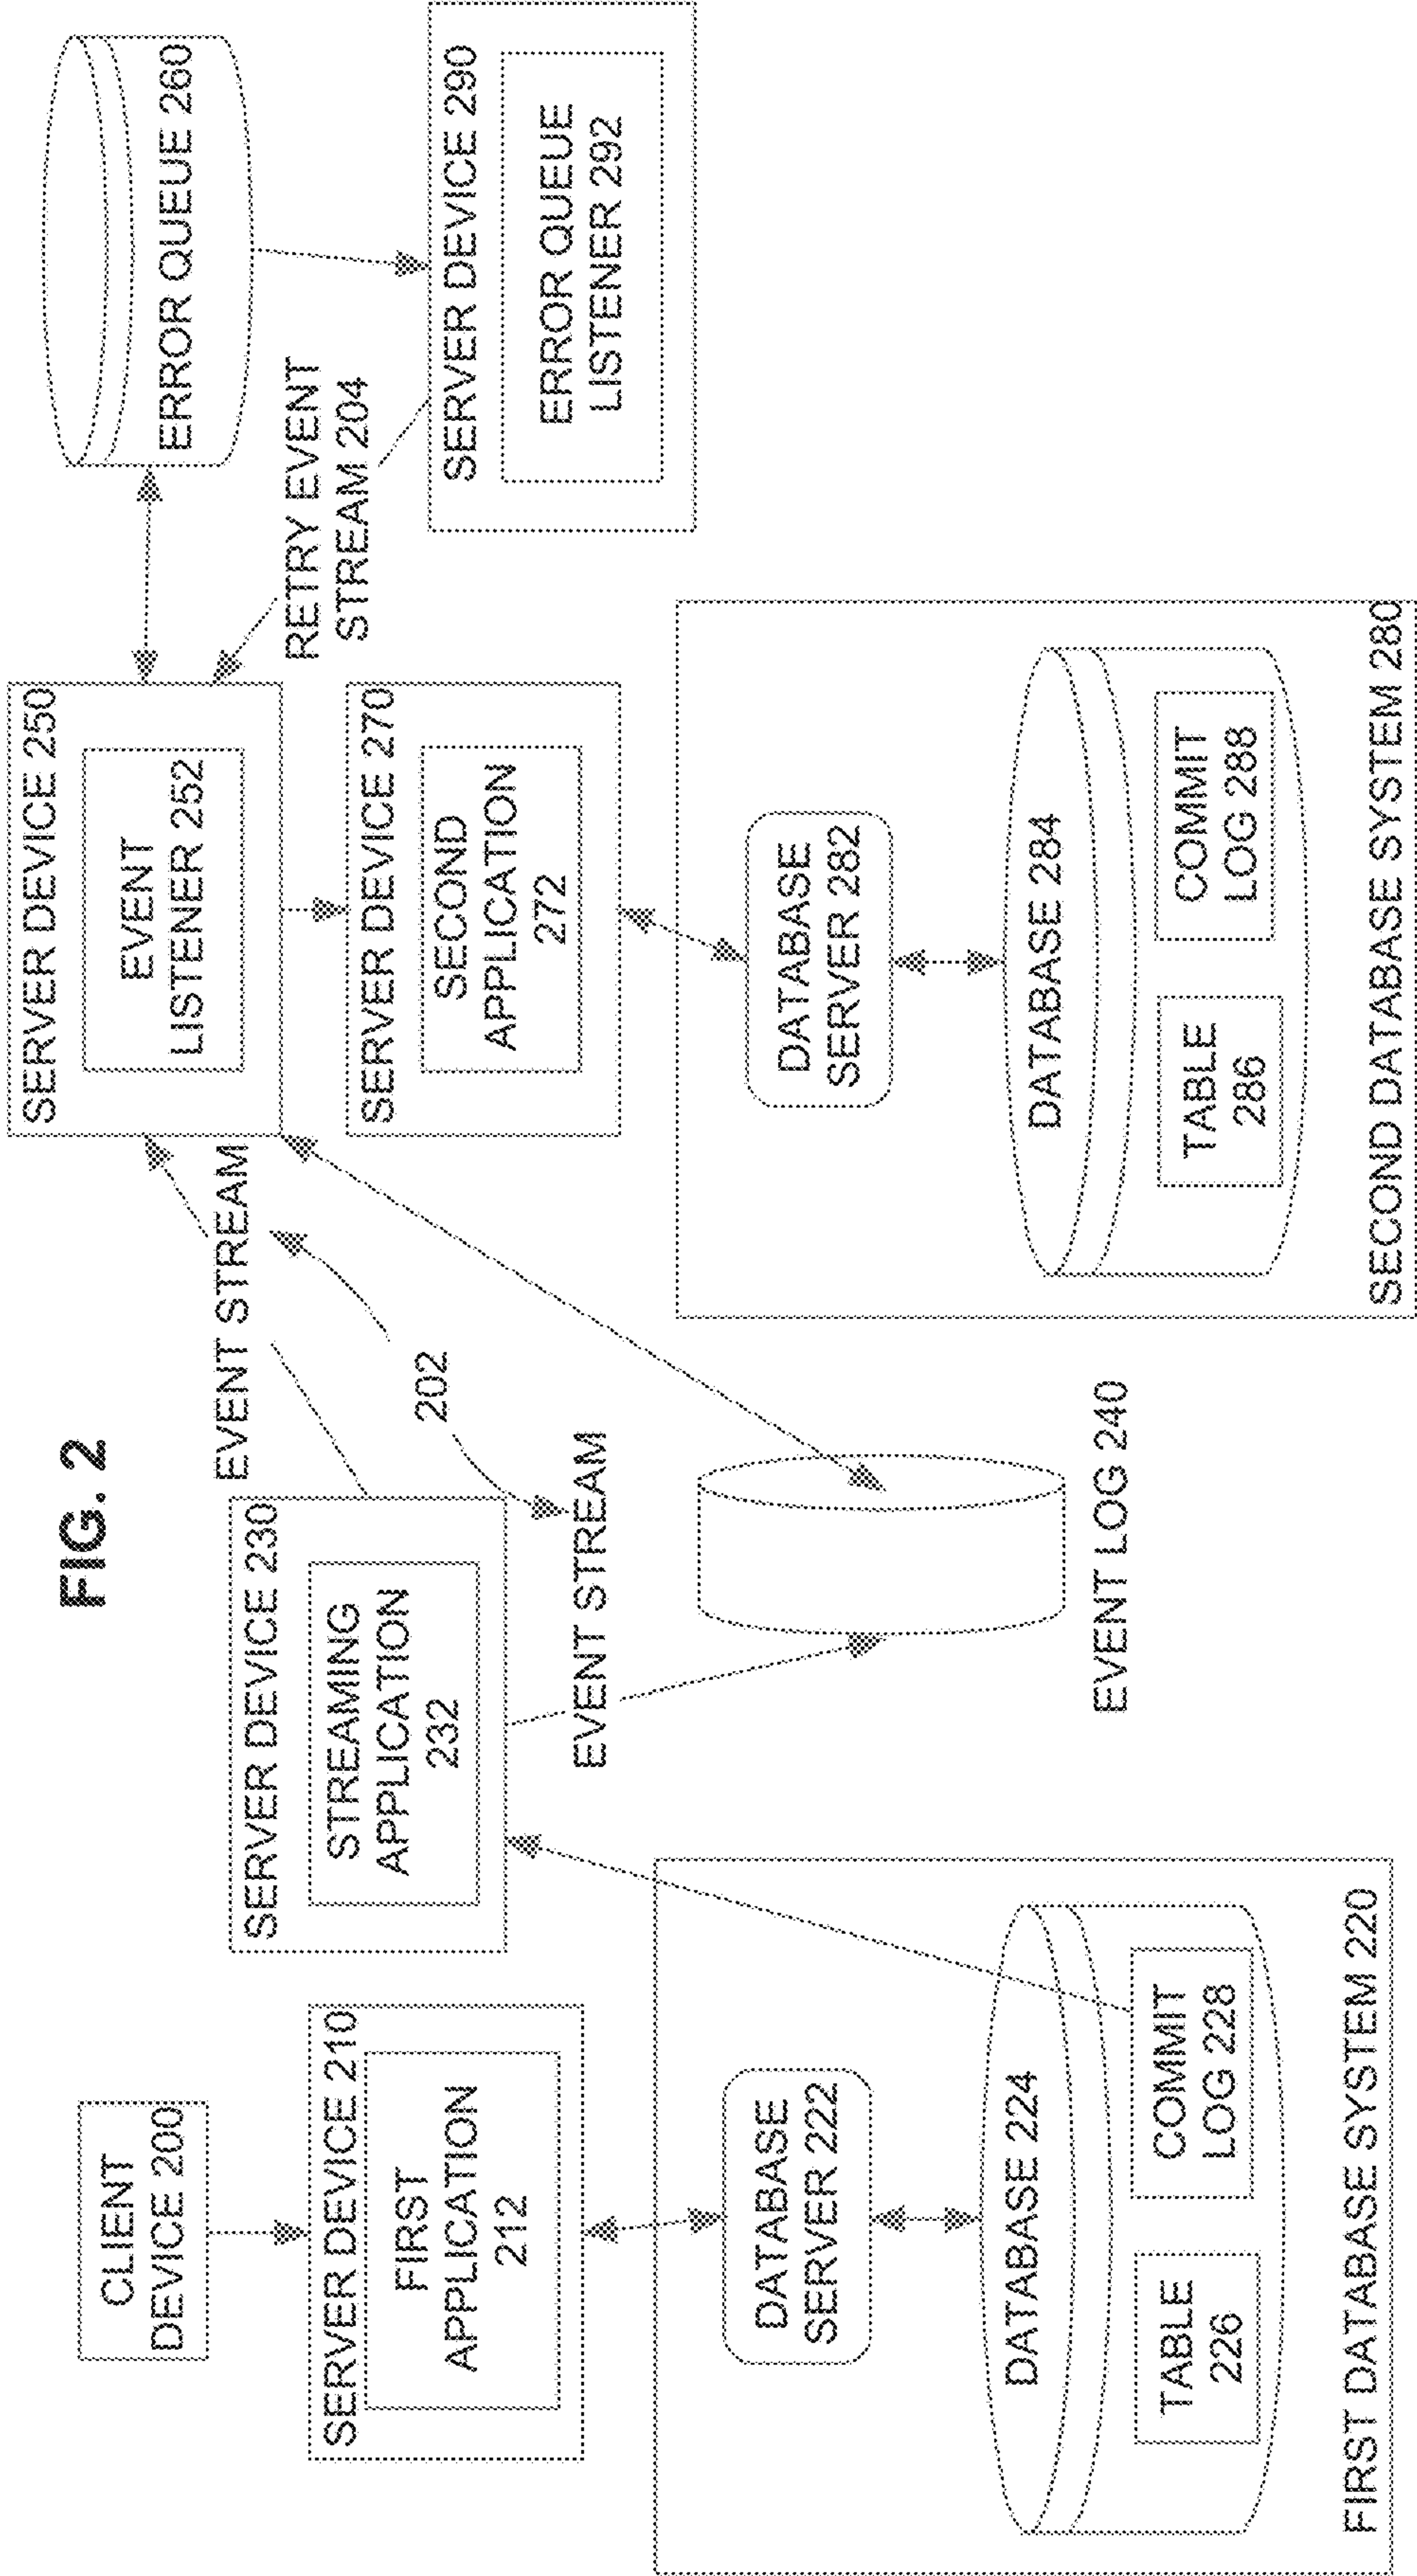 FIG. 2
CLIENT
DEVICE 200
SERVER DEVICE 210
FIRST
APPLICATION
212
DATABASE
SERVER 222
DATABASE 224
TABLE
226
COMMIT
LOG 228
FIRST DATABASE SYSTEM 220
SERVER DEVICE 230
STREAMING
APPLICATION
232
EVENT STREAM
202
EVENT STREAM
EVENT LOG 240
SERVER DEVICE 250
EVENT
LISTENER 252
SERVER DEVICE 270
SECOND
APPLICATION
272
DATABASE
SERVER 282
DATABASE 284
TABLE
286
COMMIT
LOG 288
SECOND DATABASE SYSTEM 280
ERROR QUEUE 260
RETRY EVENT
STREAM 204
SERVER DEVICE 290
ERROR QUEUE
LISTENER 292